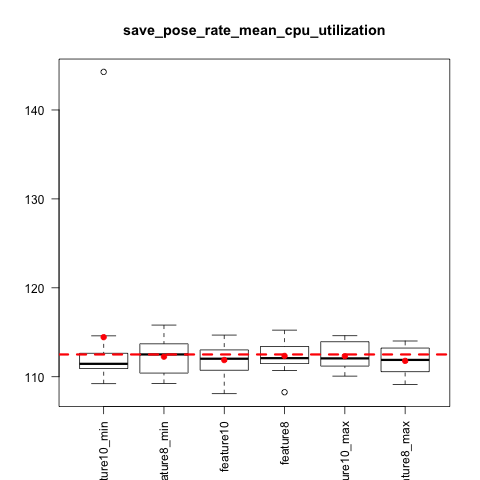 save_pose_rate_mean_cpu_utilization
140
130
120
110
ture10_min
ature8_min
feature10
feature8
ure10_max
ature8_max